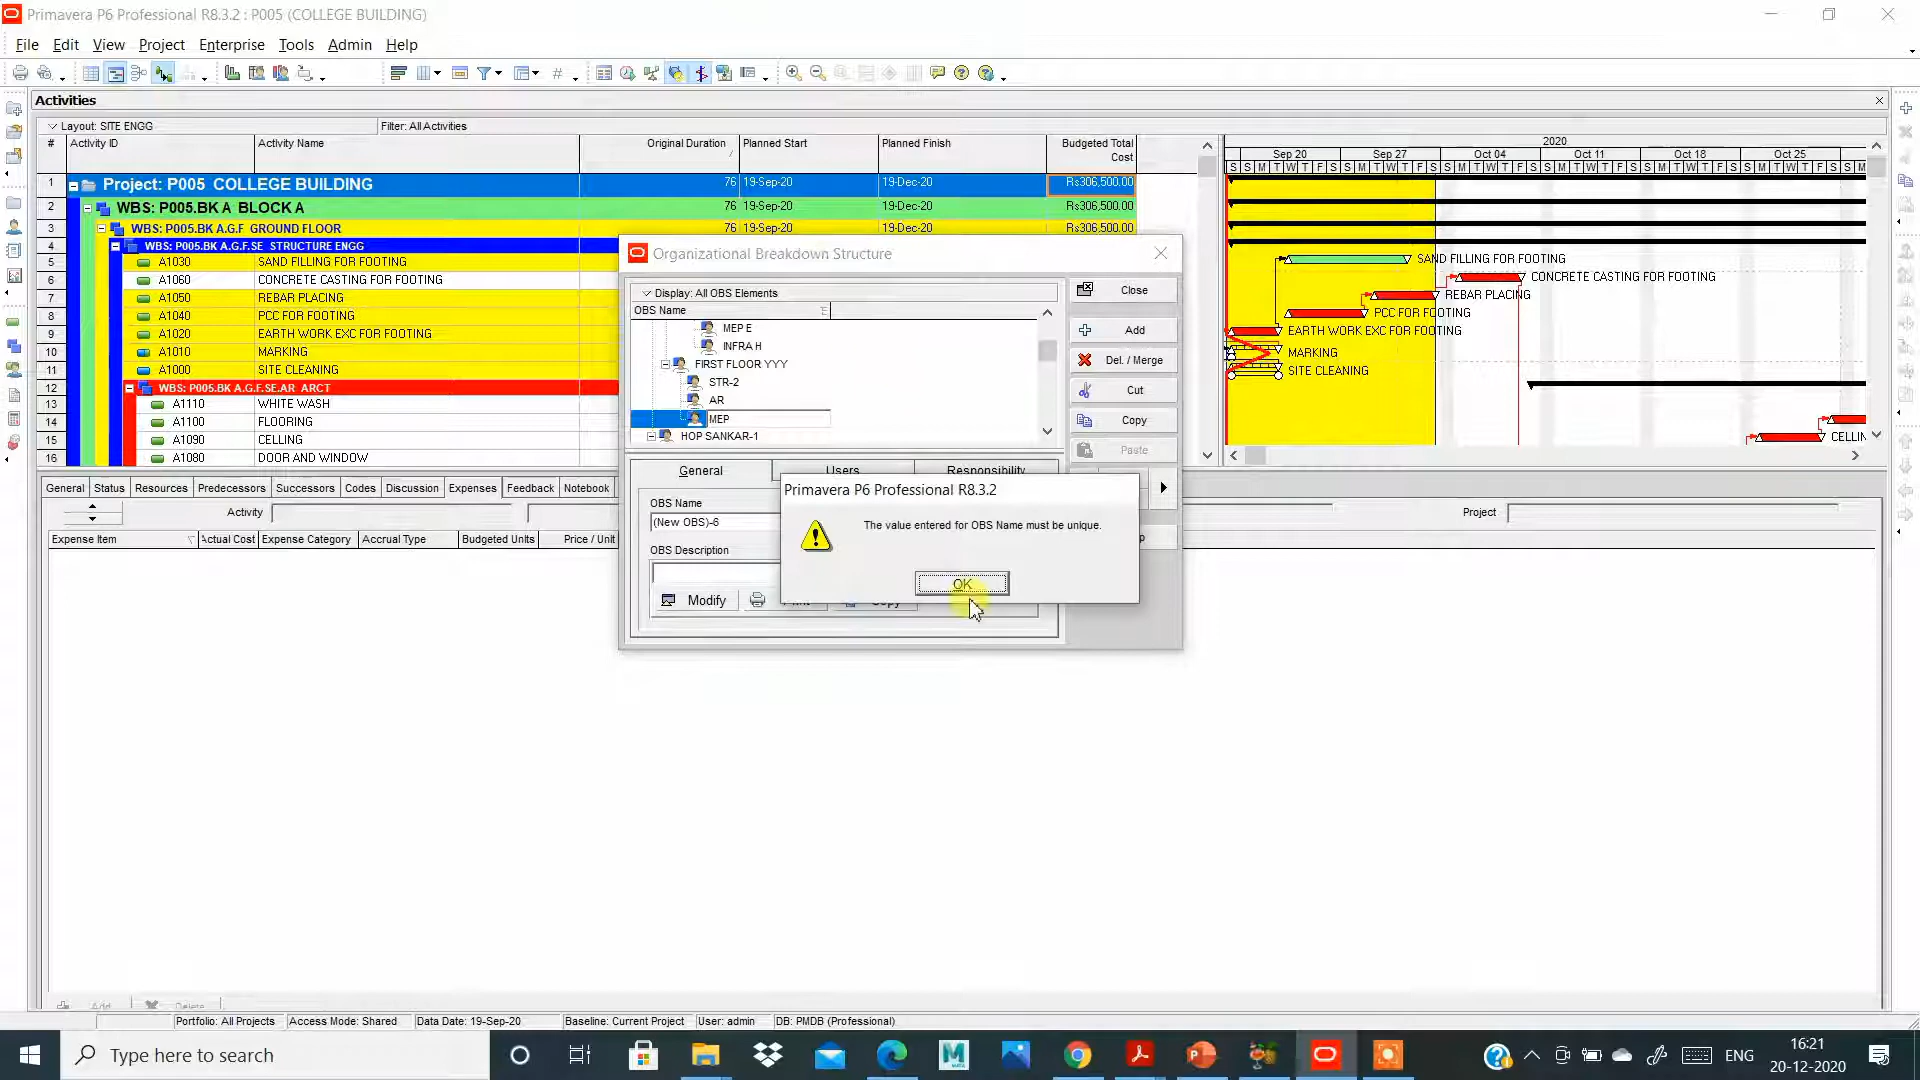 Primavera P6 Professional R8.3.2 : P005 (COLLEGE BUILDING)
File Edit View Project Enterprise Tools Admin Help
Activities
Layout: SITE ENGG Filter: All Activities
# Activity ID Activity Name Original Duration Planned Start Planned Finish Budgeted Total Cost
2020
Sep 20 Sep 27 Oct 04 Oct 11 Oct 18 Oct 25
S S M T W T F S S M T W T F S S M T W T F S S M T W T F S S M T W T F S S M T W T F S S M
1 Project: P005 COLLEGE BUILDING 76 19-Sep-20 19-Dec-20 Rs306,500.00
2 WBS: P005.BK A BLOCK A 76 19-Sep-20 19-Dec-20 Rs306,500.00
3 WBS: P005.BK A.G.F GROUND FLOOR 76 19-Sep-20 19-Dec-20 Rs306,500.00
4 WBS: P005.BK A.G.F.SE STRUCTURE ENGG
5 A1030 SAND FILLING FOR FOOTING
6 A1060 CONCRETE CASTING FOR FOOTING
7 A1050 REBAR PLACING
8 A1040 PCC FOR FOOTING
9 A1020 EARTH WORK EXC FOR FOOTING
10 A1010 MARKING
11 A1000 SITE CLEANING
12 WBS: P005.BK A.G.F.SE.AR ARCT
13 A1110 WHITE WASH
14 A1100 FLOORING
15 A1090 CELLING
16 A1080 DOOR AND WINDOW
SAND FILLING FOR FOOTING
CONCRETE CASTING FOR FOOTING
REBAR PLACING
PCC FOR FOOTING
EARTH WORK EXC FOR FOOTING
MARKING
SITE CLEANING
CELLIN
Organizational Breakdown Structure
Display: All OBS Elements
OBS Name
MEP E
INFRA H
FIRST FLOOR YYY
STR-2
AR
MEP
HOP SANKAR-1
Close
Add
Del. / Merge
Cut
Copy
Paste
General Users Responsibility
OBS Name
(New OBS)-6
OBS Description
Modify
Primavera P6 Professional R8.3.2
The value entered for OBS Name must be unique.
OK
General Status Resources Predecessors Successors Codes Discussion Expenses Feedback Notebook
Activity Project
Expense Item Actual Cost Expense Category Accrual Type Budgeted Units Price / Unit
Add Delete
Portfolio: All Projects Access Mode: Shared Data Date: 19-Sep-20 Baseline: Current Project User: admin DB: PMDB (Professional)
Type here to search
ENG
16:21
20-12-2020